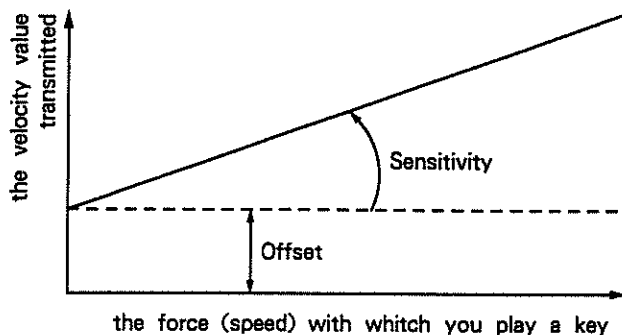 the velocity value
transmitted
Sensitivity
Offset
the force (speed) with whitch you play a key